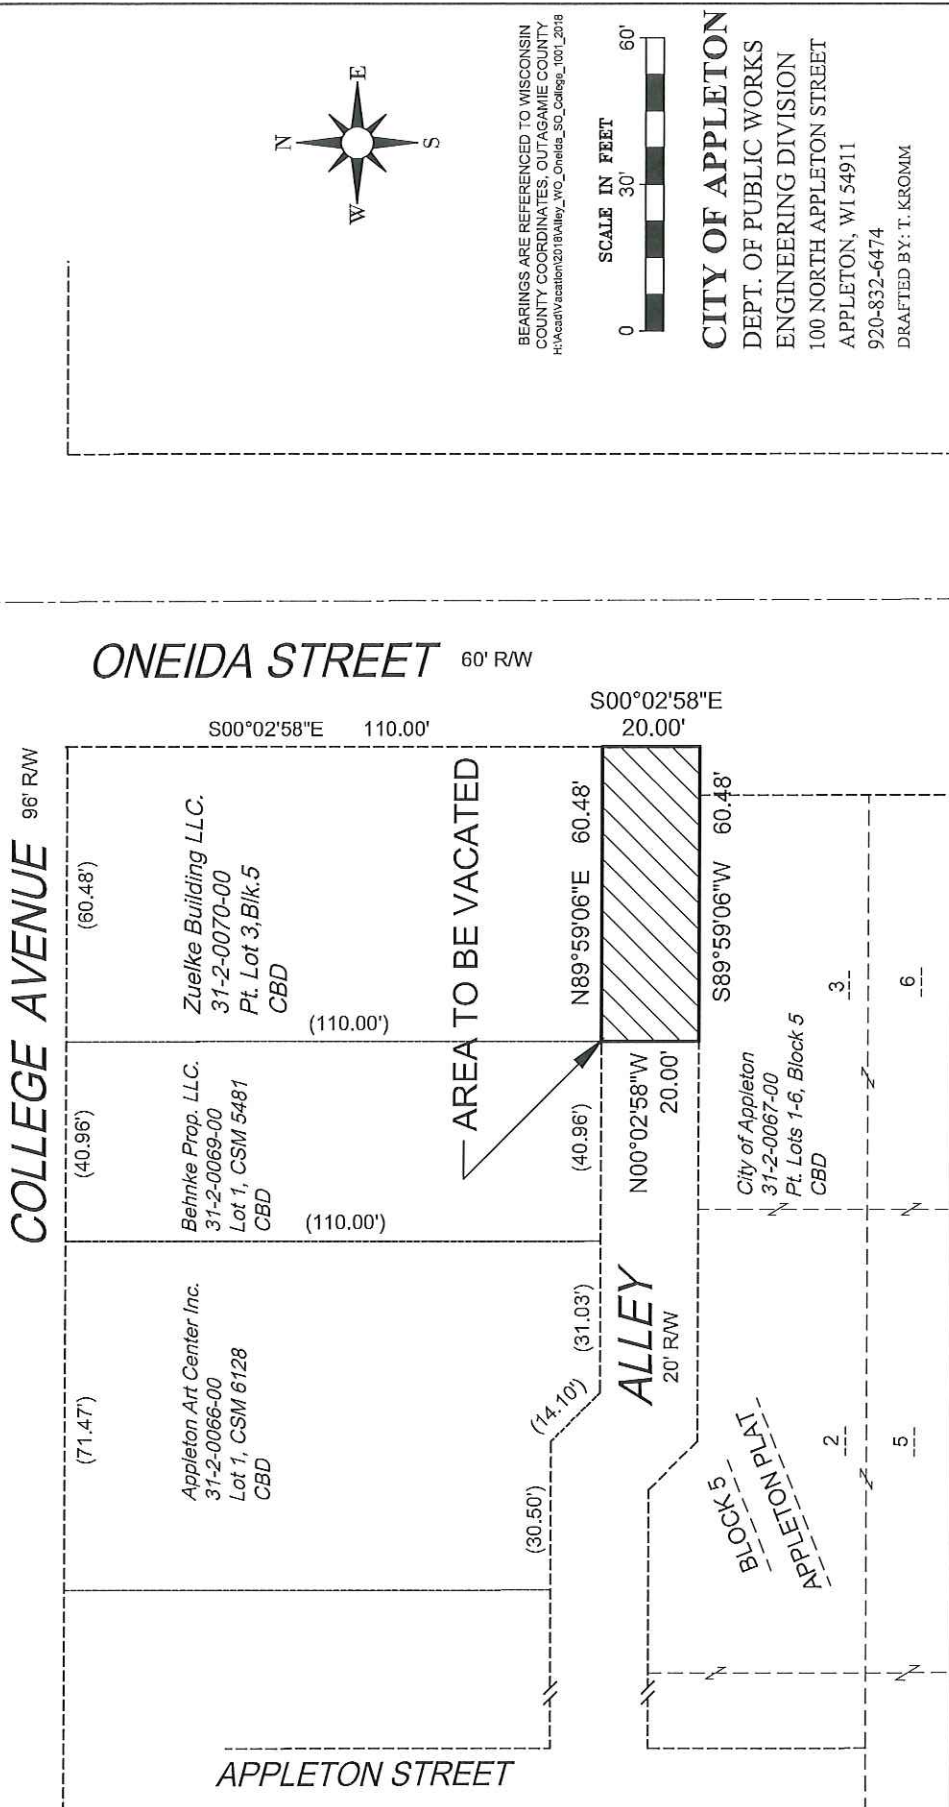 N
W
E
S
BEARINGS ARE REFERENCED TO WISCONSIN
COUNTY COORDINATES, OUTAGAMIE COUNTY
H:\Acad\Vacation\2018\Alley_WO_Oneida_SO_College_1001_2018
SCALE IN FEET
0 30' 60'
CITY OF APPLETON
DEPT. OF PUBLIC WORKS
ENGINEERING DIVISION
100 NORTH APPLETON STREET
APPLETON, WI 54911
920-832-6474
DRAFTED BY: T. KROMM
ONEIDA STREET 60' R/W
S00°02'58"E 110.00'
S00°02'58"E
20.00'
COLLEGE AVENUE 96' R/W
(60.48')
Zuelke Building LLC.
31-2-0070-00
Pt. Lot 3,Blk.5
CBD
(110.00')
AREA TO BE VACATED
N89°59'06"E 60.48'
S89°59'06"W 60.48'
N00°02'58"W
20.00'
(40.96')
Behnke Prop. LLC.
31-2-0069-00
Lot 1, CSM 5481
CBD
(110.00')
(40.96')
City of Appleton
31-2-0067-00
Pt. Lots 1-6, Block 5
CBD
3
6
(71.47')
Appleton Art Center Inc.
31-2-0066-00
Lot 1, CSM 6128
CBD
(31.03')
(14.10')
(30.50')
ALLEY
20' R/W
BLOCK 5
APPLETON PLAT
2
5
APPLETON STREET